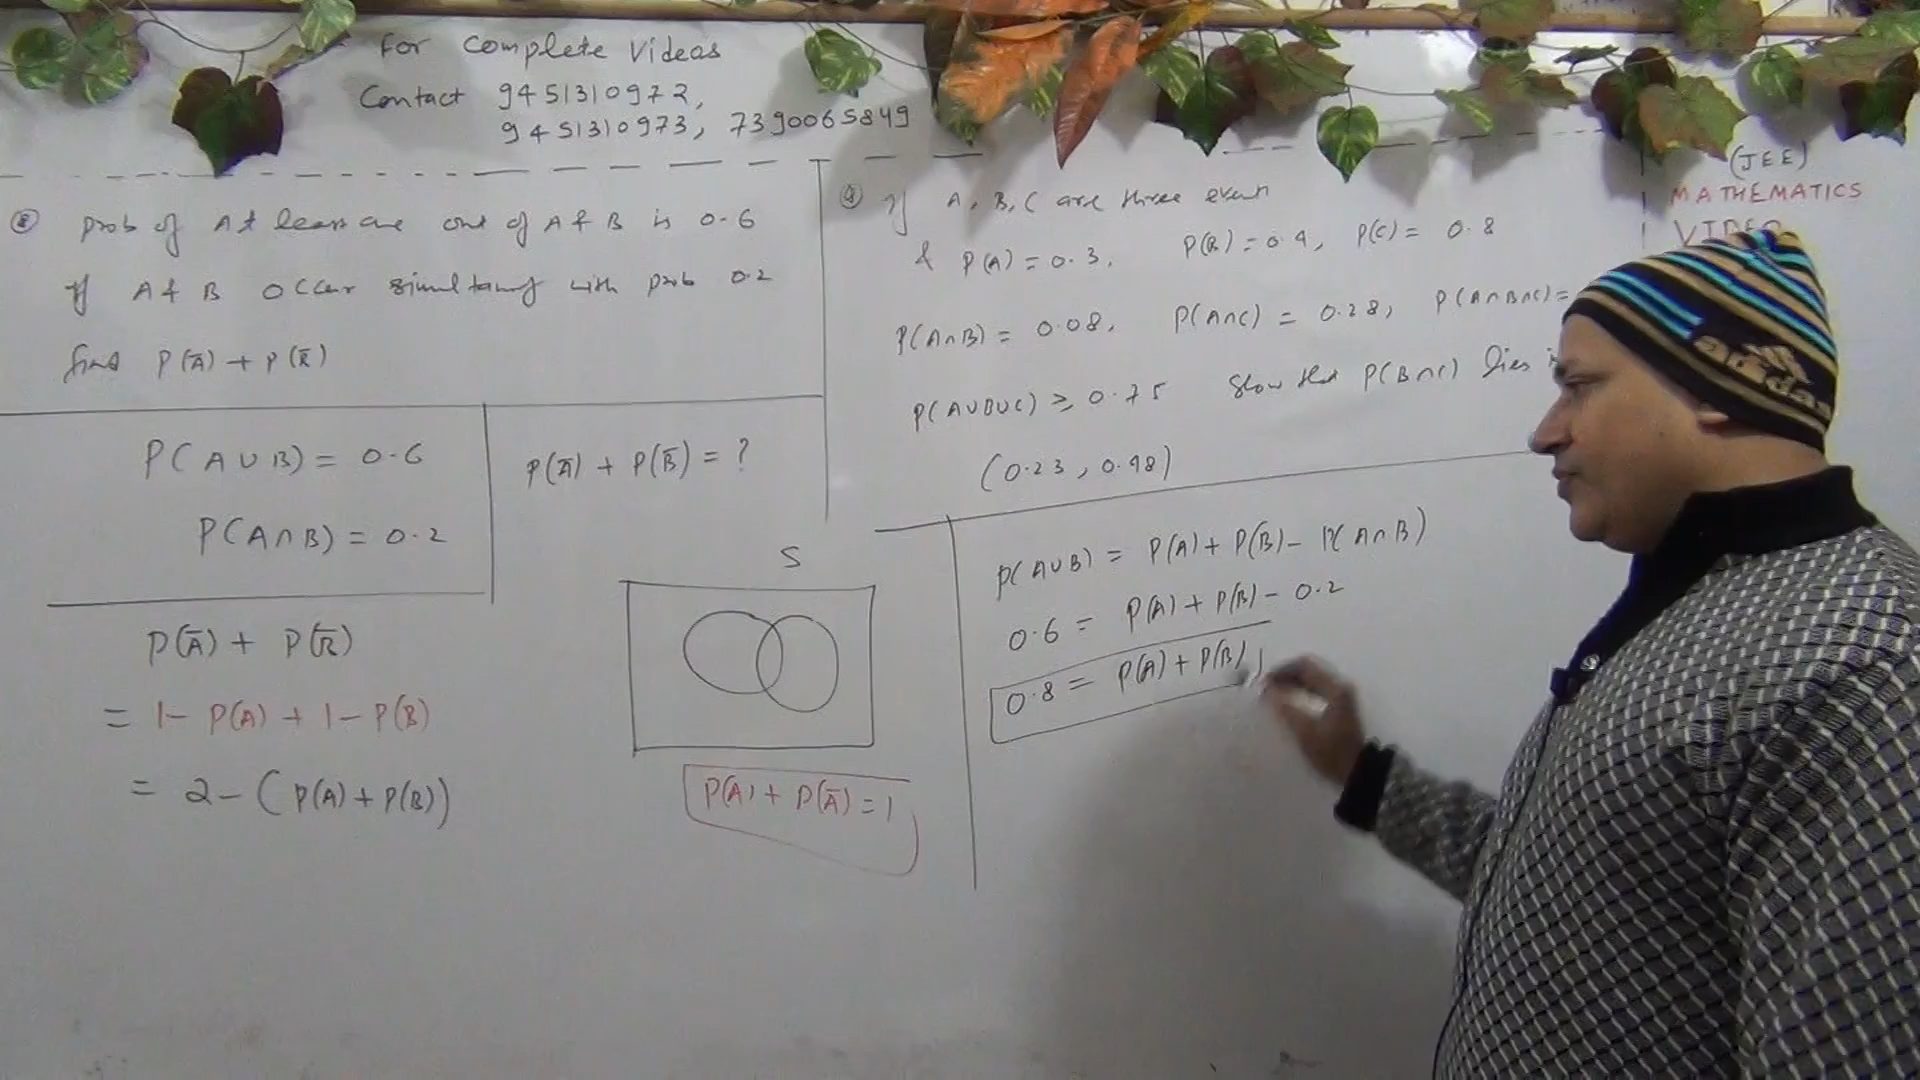 For Complete Videos
Contact 9451310972,
9451310973, 7390065849
(JEE)
MATHEMATICS
VIDEO
⑧ Prob of At least one out of A & B is 0.6
If A & B occur simultaneously with prob 0.2
find P(A̅) + P(B̅)
P(A∪B) = 0.6
P(A∩B) = 0.2
P(A̅) + P(B̅) = ?
P(A̅) + P(B̅)
= 1 - P(A) + 1 - P(B)
= 2 - (P(A) + P(B))
S
P(A) + P(A̅) = 1
⑨ If A, B, C are three event
& P(A) = 0.3, P(B) = 0.4, P(C) = 0.8
P(A∩B) = 0.08, P(A∩C) = 0.28, P(A∩B∩C) =
P(A∪B∪C) ≥ 0.75 Show that P(B∩C) lies
(0.23, 0.48)
P(A∪B) = P(A) + P(B) - P(A∩B)
0.6 = P(A) + P(B) - 0.2
0.8 = P(A) + P(B)